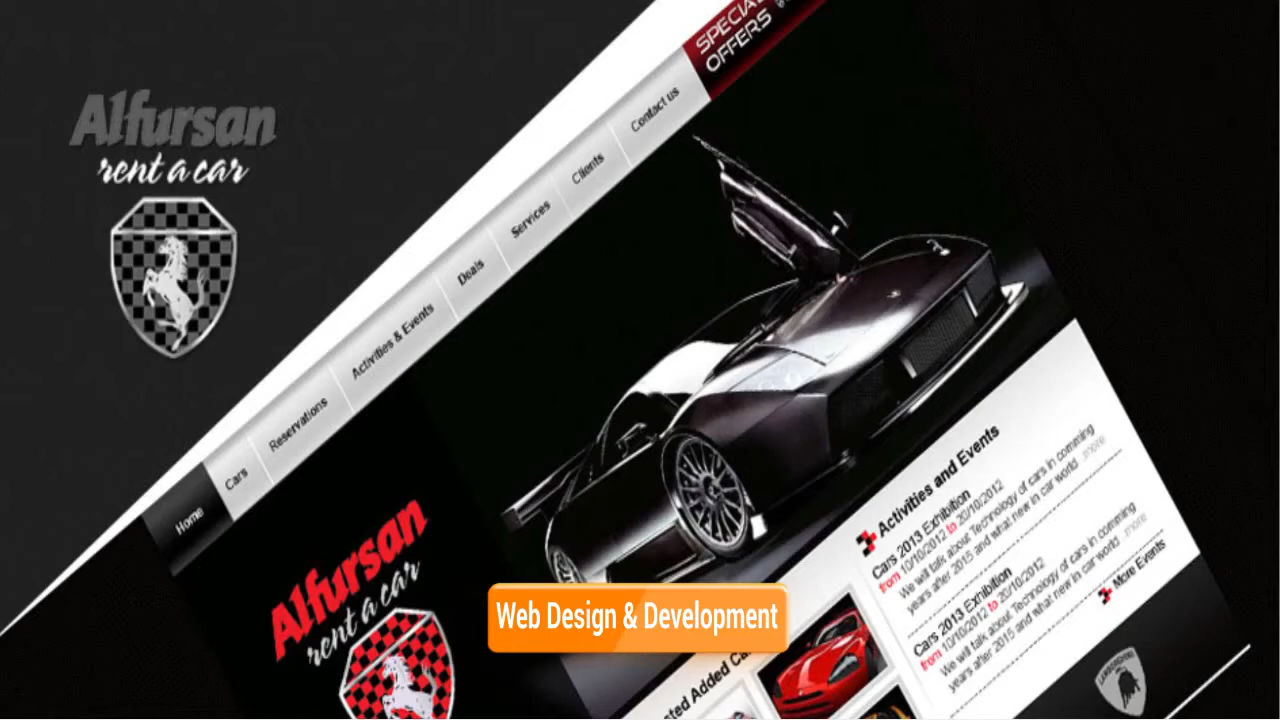 SPECIAL
OFFERS
Alfursan
rent a car
Home
Cars
Reservations
Activities & Events
Deals
Services
Clients
Contact us
Alfursan
rent a car
Activities and Events
Cars 2013 Exhibition
from 10/10/2012 to 20/10/2012
We will talk about Technology of cars in comming
years after 2015 and what new in car world ...more
Cars 2013 Exhibition
from 10/10/2012 to 20/10/2012
We will talk about Technology of cars in comming
years after 2015 and what new in car world ...more
More Events
Web Design & Development
Added
LAMBORGHINI